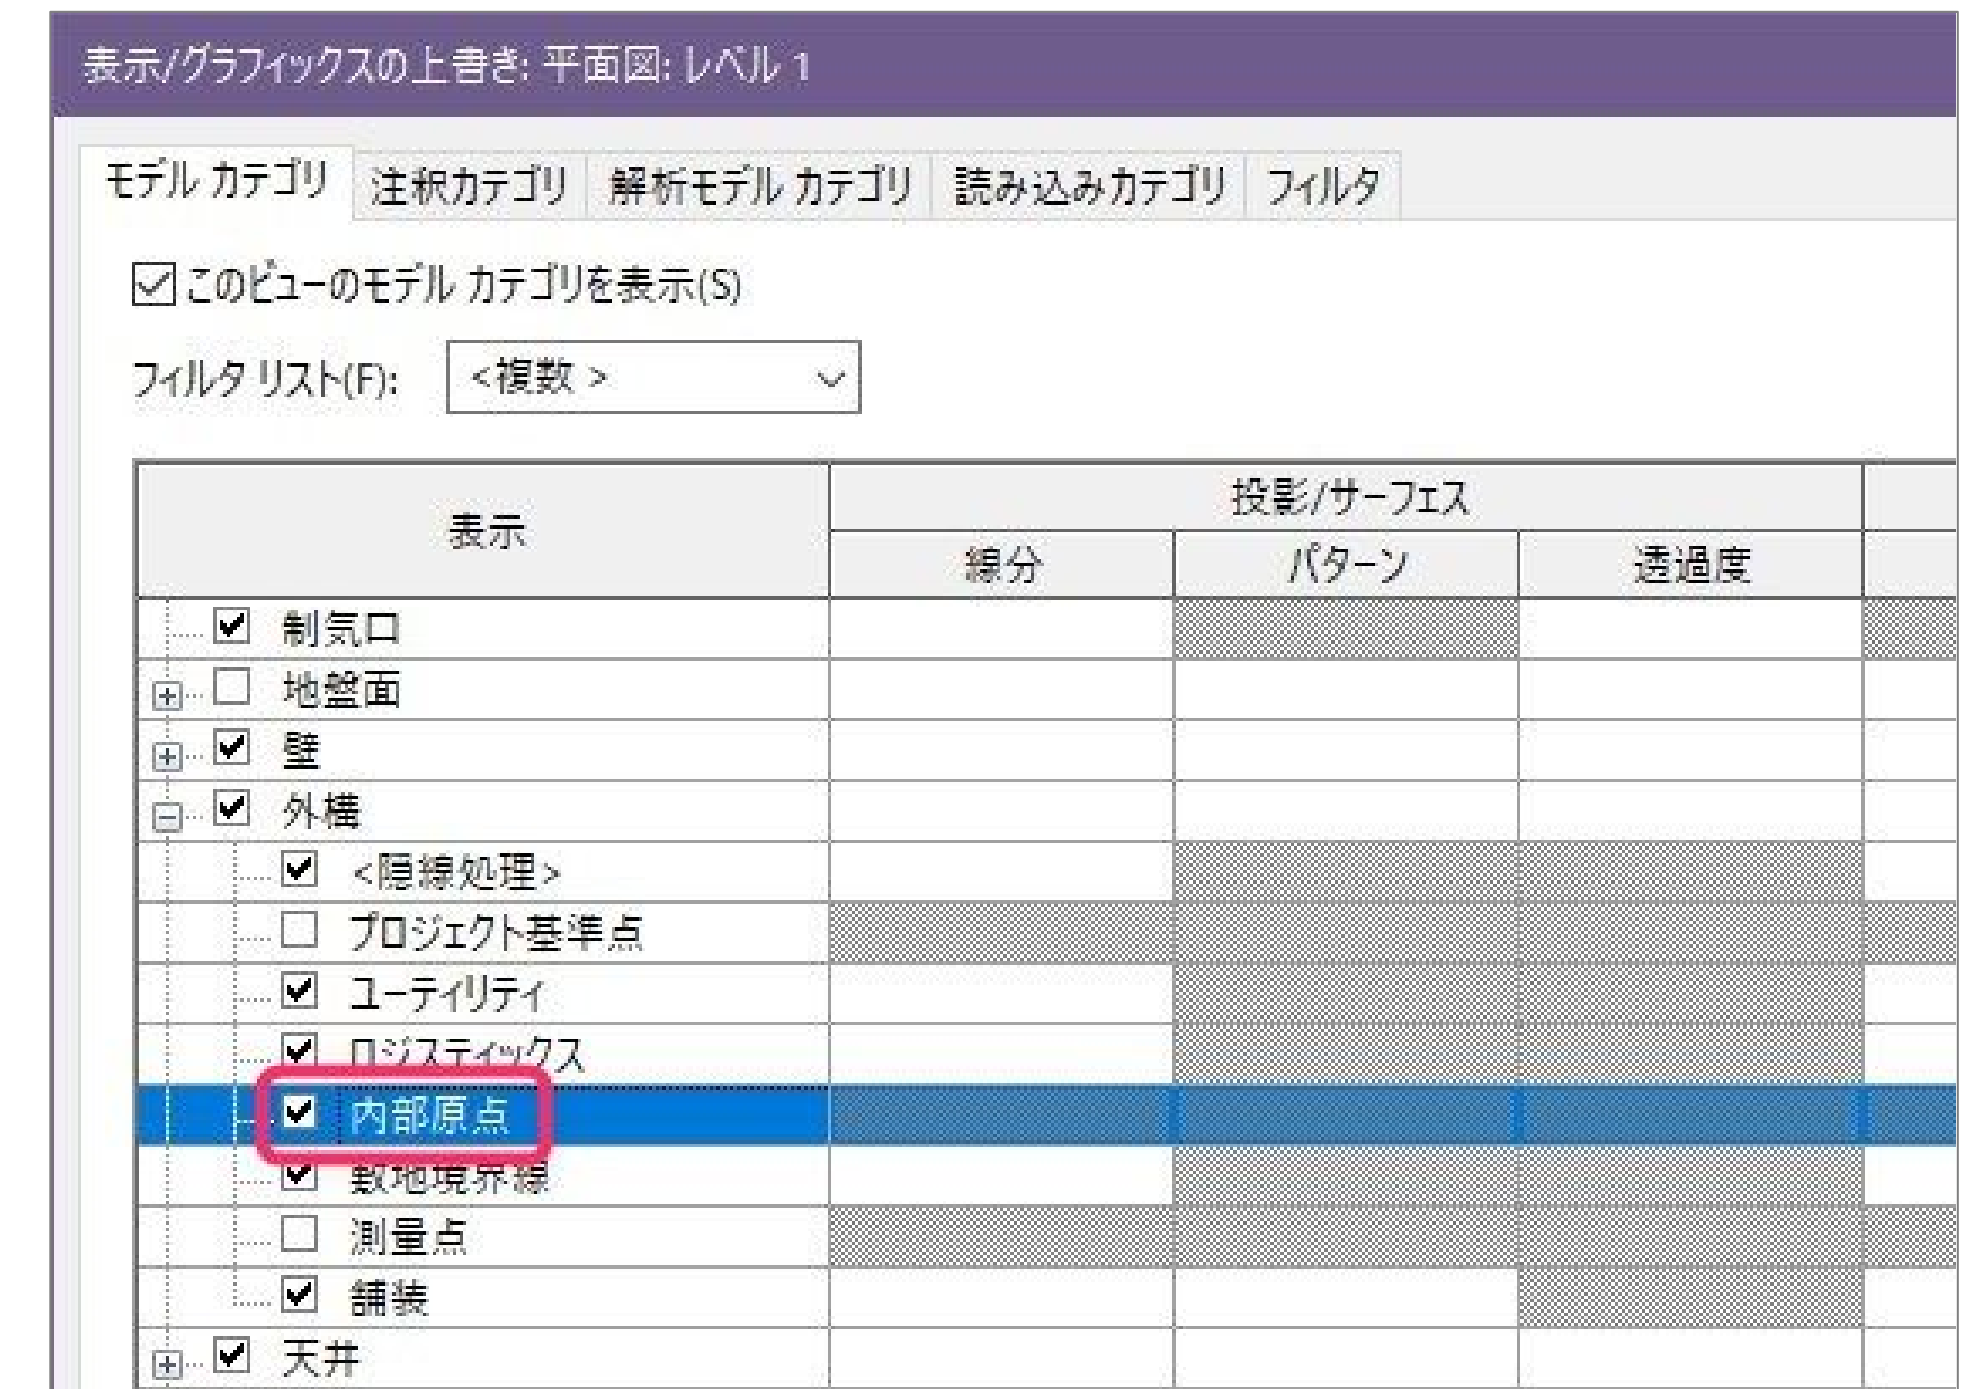 表示/グラフィックスの上書き: 平面図: レベル 1
モデル カテゴリ 注釈カテゴリ 解析モデル カテゴリ 読み込みカテゴリ フィルタ
このビューのモデル カテゴリを表示(S)
フィルタ リスト(F): <複数>
表示
投影/サーフェス
線分 パターン 透過度
制気口
地盤面
壁
外構
<隠線処理>
プロジェクト基準点
ユーティリティ
ロジスティックス
内部原点
敷地境界線
測量点
舗装
天井